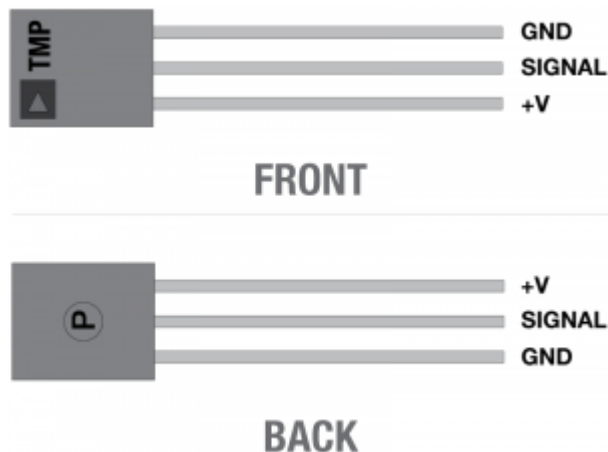 TMP
GND
SIGNAL
+V
FRONT
P
+V
SIGNAL
GND
BACK